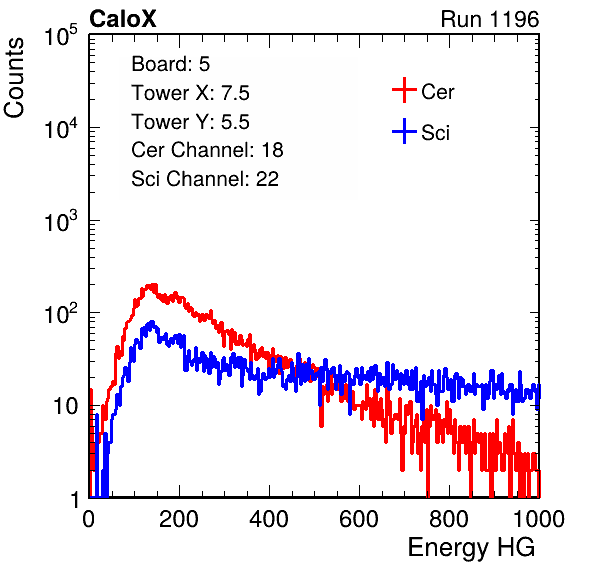 CaloX Run 1196
Counts
10^5
10^4
10^3
10^2
10
1
Board: 5
Tower X: 7.5
Tower Y: 5.5
Cer Channel: 18
Sci Channel: 22
Cer
Sci
0 200 400 600 800 1000
Energy HG